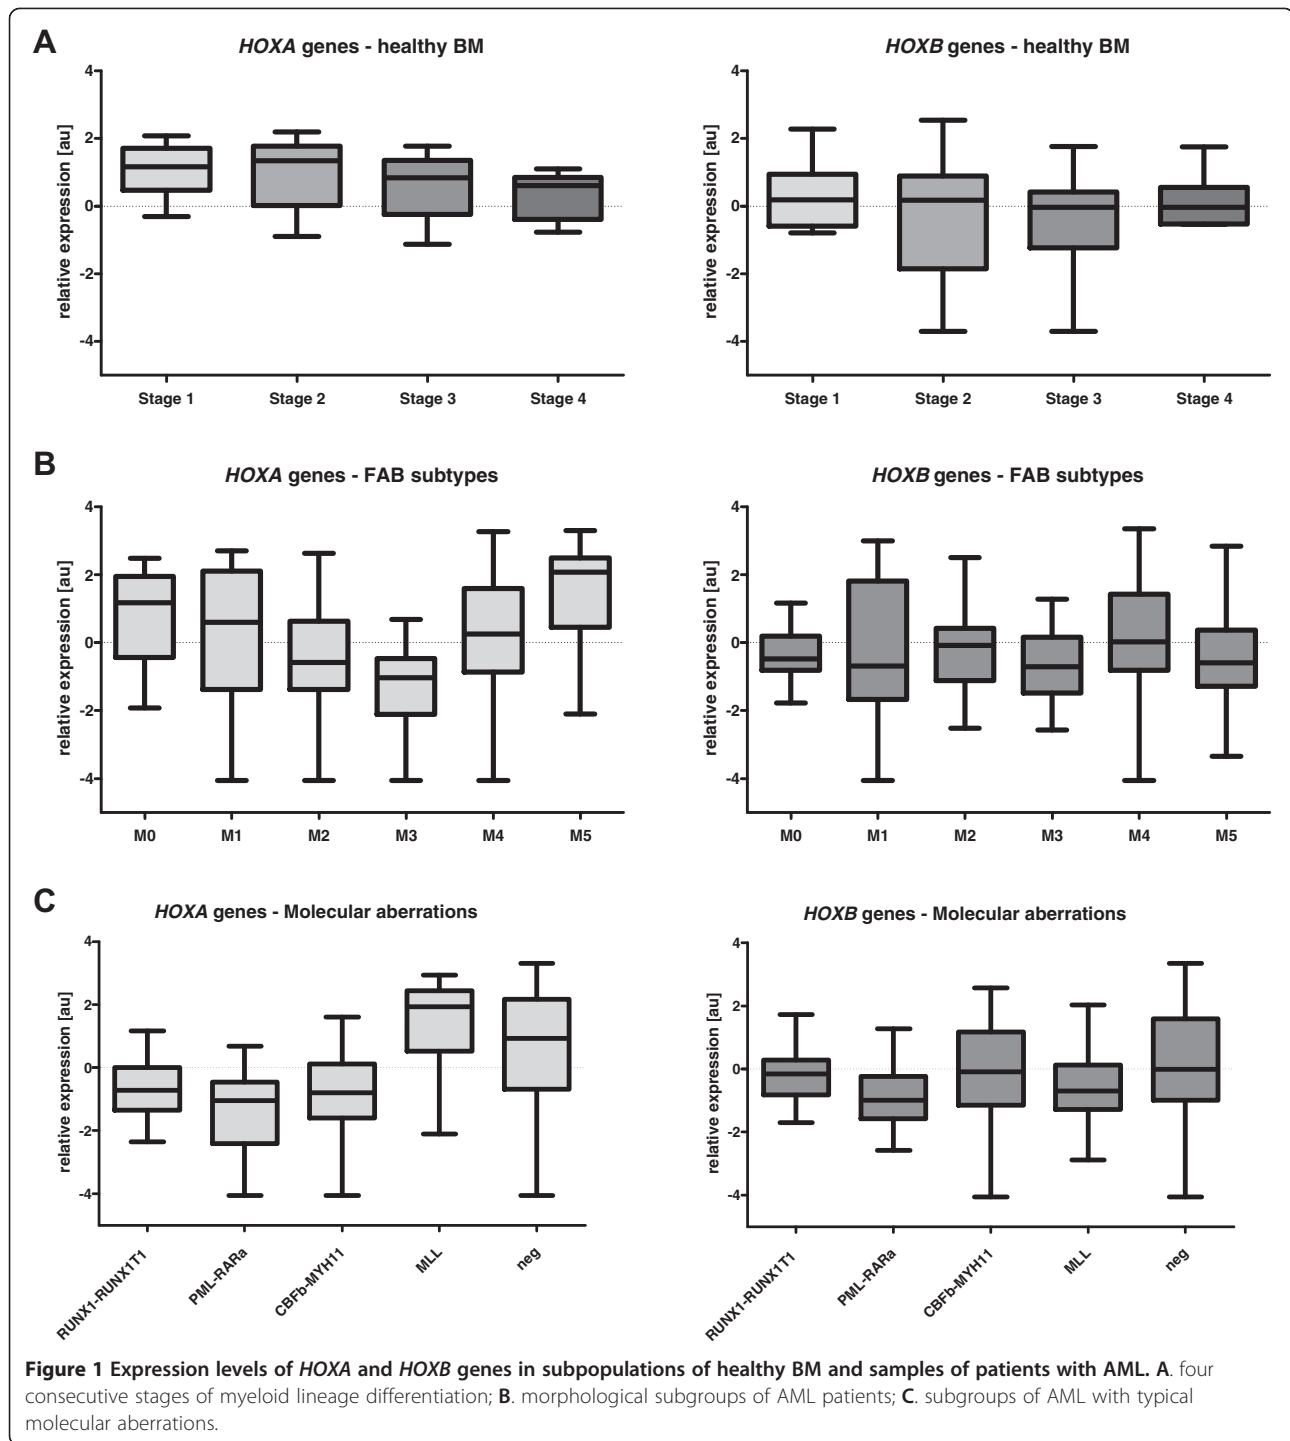 A
HOXA genes - healthy BM
relative expression [au]
4
2
0
-2
-4
Stage 1 Stage 2 Stage 3 Stage 4
HOXB genes - healthy BM
relative expression [au]
4
2
0
-2
-4
Stage 1 Stage 2 Stage 3 Stage 4
B
HOXA genes - FAB subtypes
relative expression [au]
4
2
0
-2
-4
M0 M1 M2 M3 M4 M5
HOXB genes - FAB subtypes
relative expression [au]
4
2
0
-2
-4
M0 M1 M2 M3 M4 M5
C
HOXA genes - Molecular aberrations
relative expression [au]
4
2
0
-2
-4
RUNX1-RUNX1T1 PML-RARa CBFb-MYH11 MLL neg
HOXB genes - Molecular aberrations
relative expression [au]
4
2
0
-2
-4
RUNX1-RUNX1T1 PML-RARa CBFb-MYH11 MLL neg
Figure 1 Expression levels of HOXA and HOXB genes in subpopulations of healthy BM and samples of patients with AML. A. four
consecutive stages of myeloid lineage differentiation; B. morphological subgroups of AML patients; C. subgroups of AML with typical
molecular aberrations.